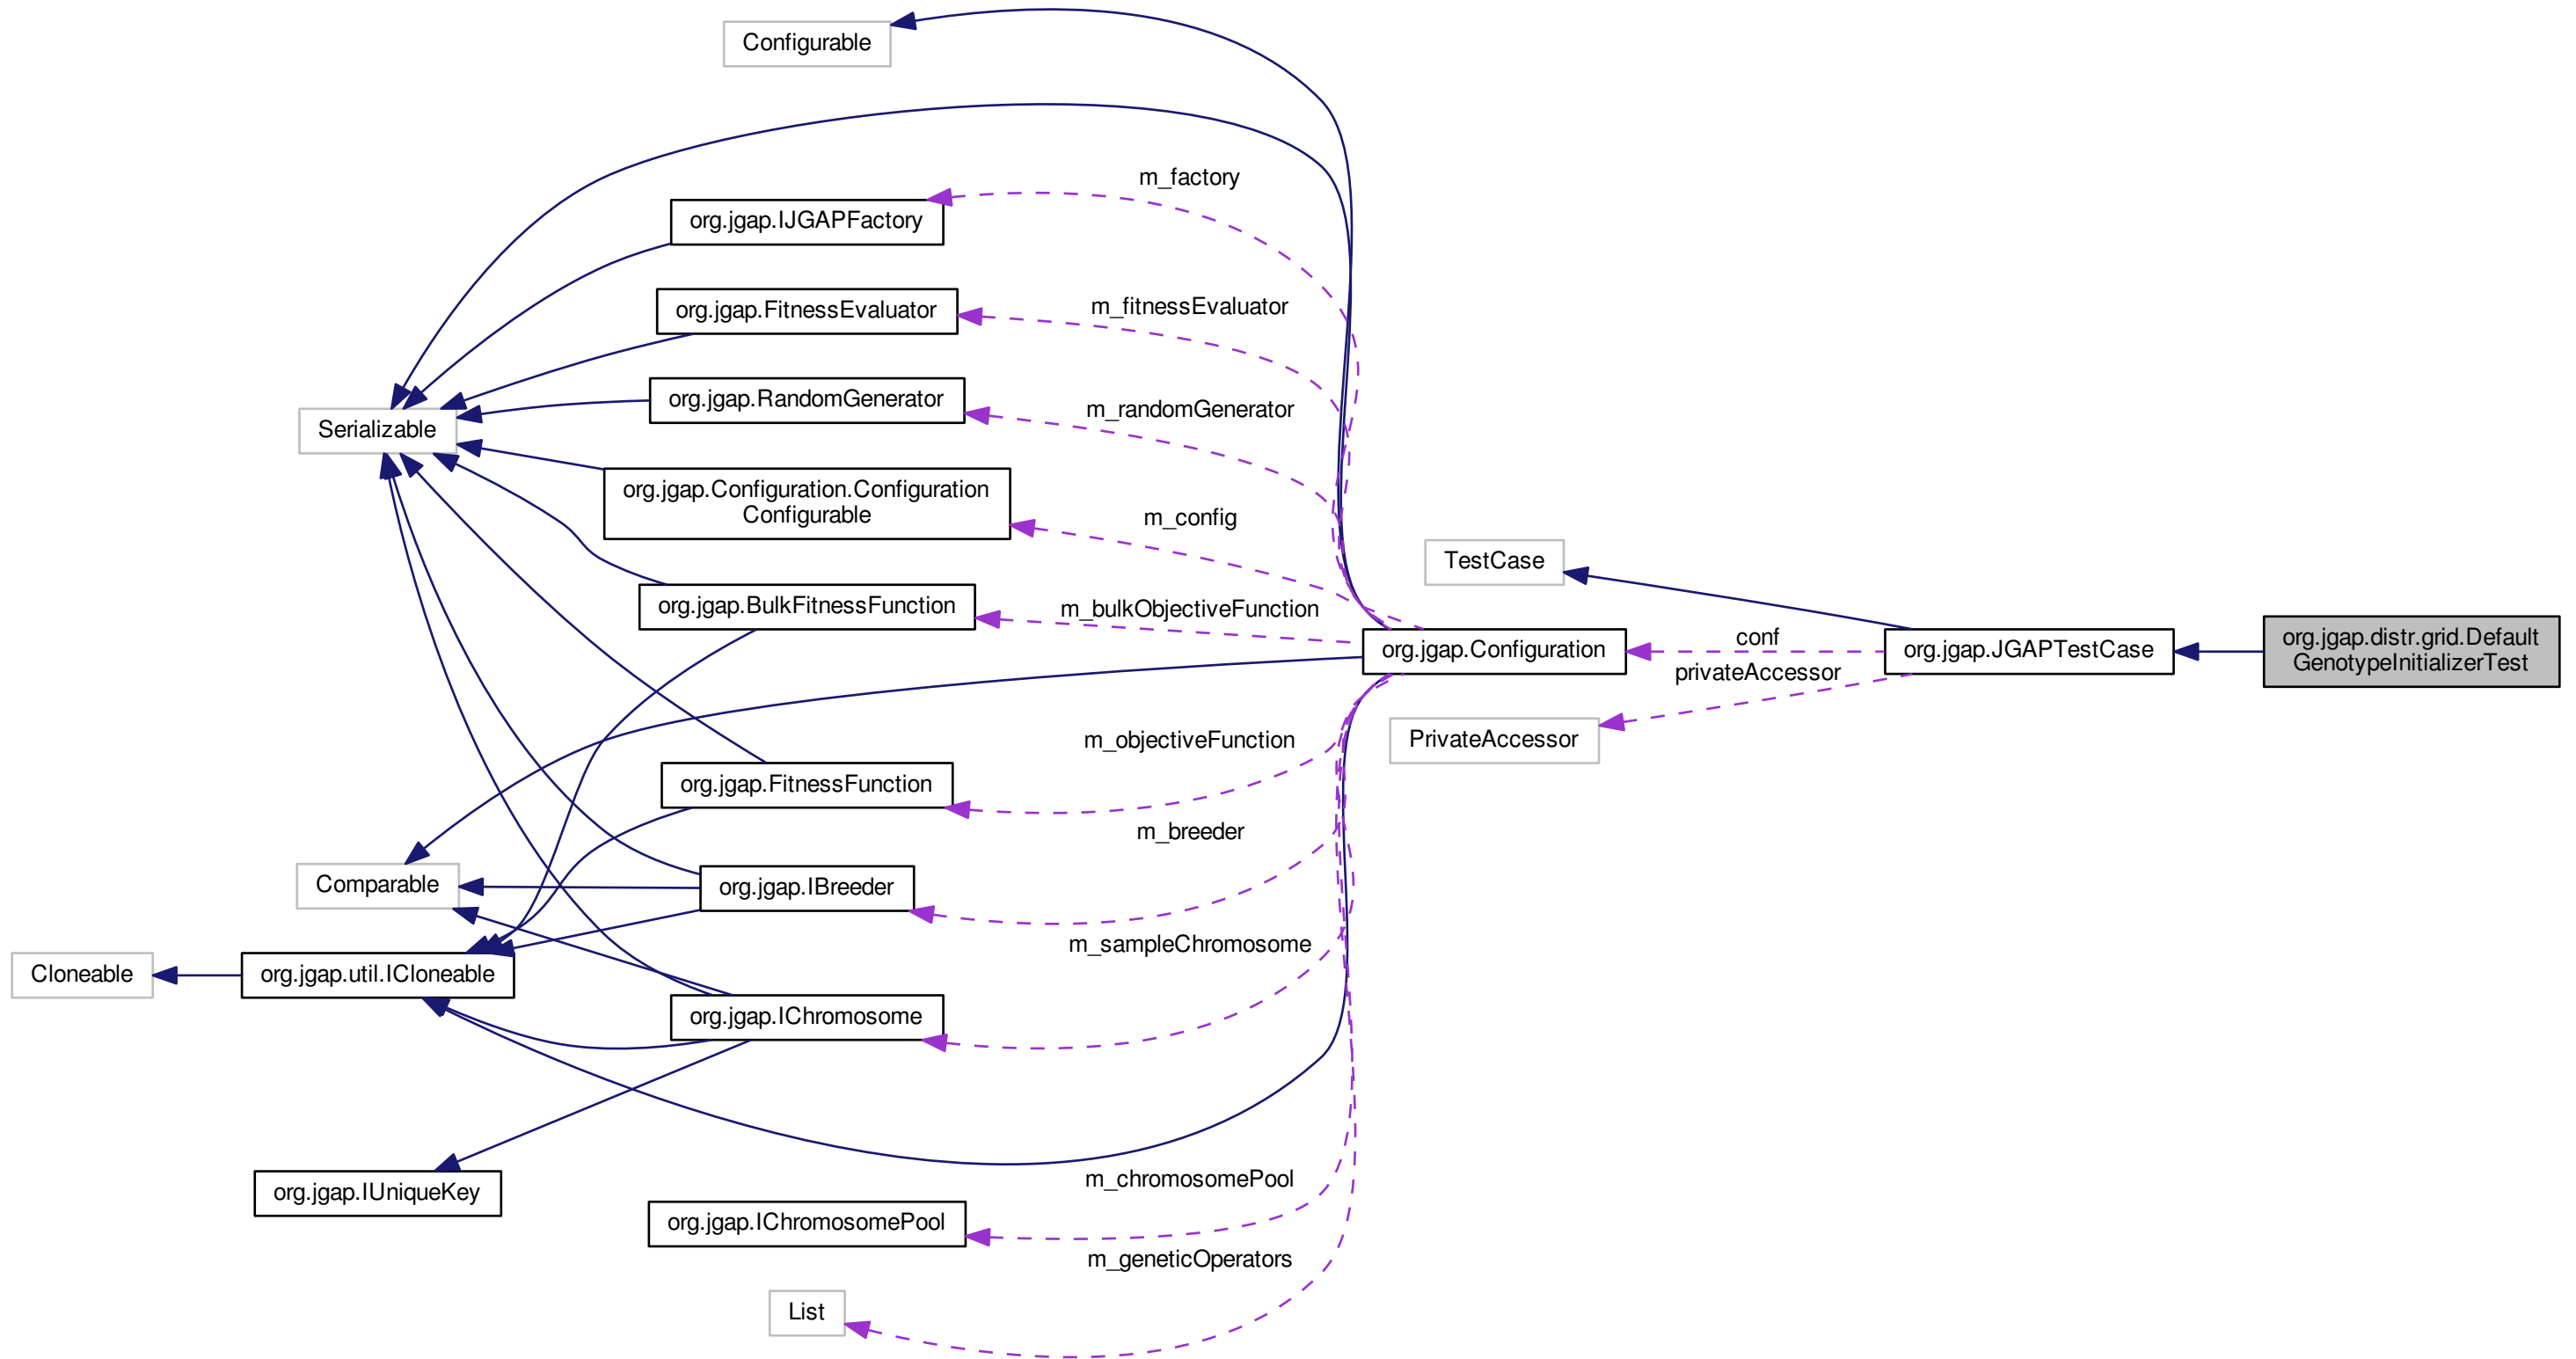 Configurable
m_factory
org.jgap.IJGAPFactory
m_fitnessEvaluator
org.jgap.FitnessEvaluator
org.jgap.RandomGenerator
m_randomGenerator
Serializable
org.jgap.Configuration.Configuration
Configurable
m_config
TestCase
org.jgap.BulkFitnessFunction
m_bulkObjectiveFunction
org.jgap.Configuration
conf
privateAccessor
org.jgap.JGAPTestCase
org.jgap.distr.grid.Default
GenotypeInitializerTest
PrivateAccessor
m_objectiveFunction
org.jgap.FitnessFunction
m_breeder
Comparable
org.jgap.IBreeder
m_sampleChromosome
Cloneable
org.jgap.util.ICloneable
org.jgap.IChromosome
m_chromosomePool
org.jgap.IUniqueKey
org.jgap.IChromosomePool
m_geneticOperators
List